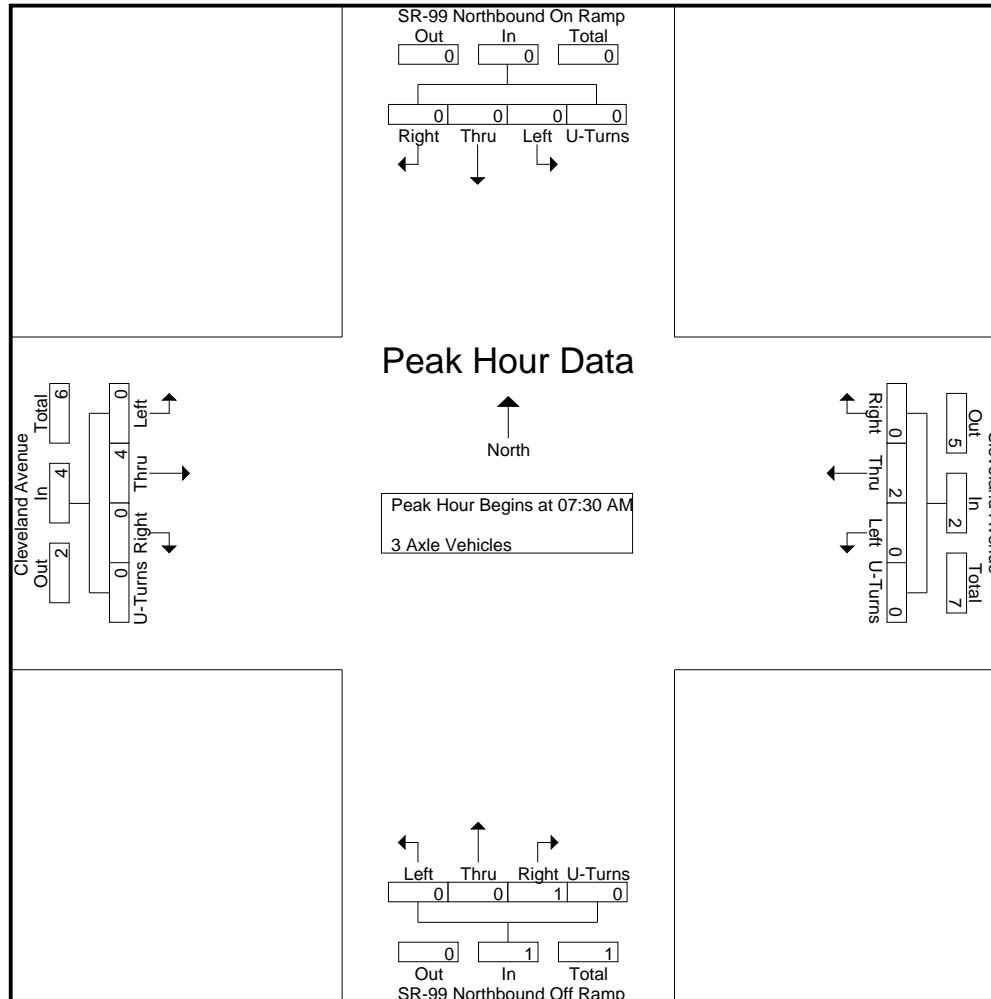 SR-99 Northbound On Ramp
Out In Total
0 0 0
0 0 0 0
Right Thru Left U-Turns
Peak Hour Data
North
Peak Hour Begins at 07:30 AM
3 Axle Vehicles
Cleveland Avenue
Out In Total
2 4 6
0 4 0 0
Left Thru Right U-Turns
Out In Total
5 2 7
0 2 0 0
Right Thru Left U-Turns
Left Thru Right U-Turns
0 0 1 0
0 1 1
Out In Total
SR-99 Northbound Off Ramp